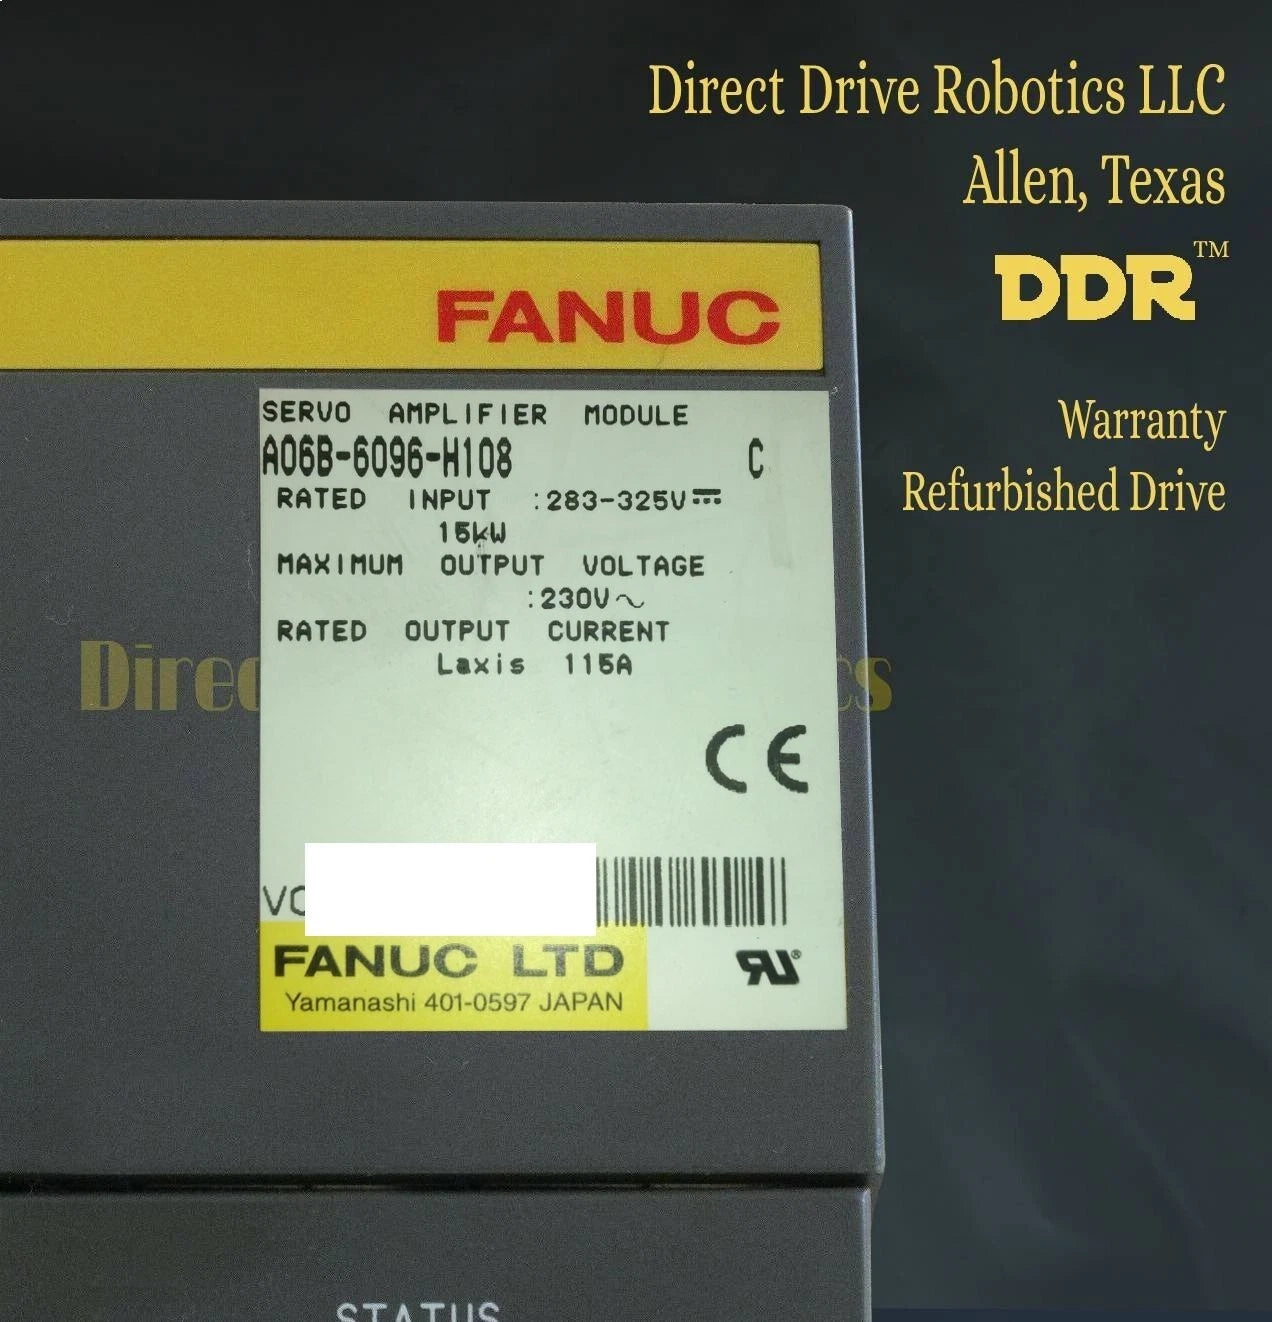 Direct Drive Robotics LLC
Allen, Texas
DDR™
Warranty
Refurbished Drive
FANUC
SERVO AMPLIFIER MODULE
A06B-6096-H108 C
RATED INPUT :283-325V⎓
15kW
MAXIMUM OUTPUT VOLTAGE
:230V~
RATED OUTPUT CURRENT
Laxis 115A
CE
FANUC LTD
Yamanashi 401-0597 JAPAN
RU®
STATUS